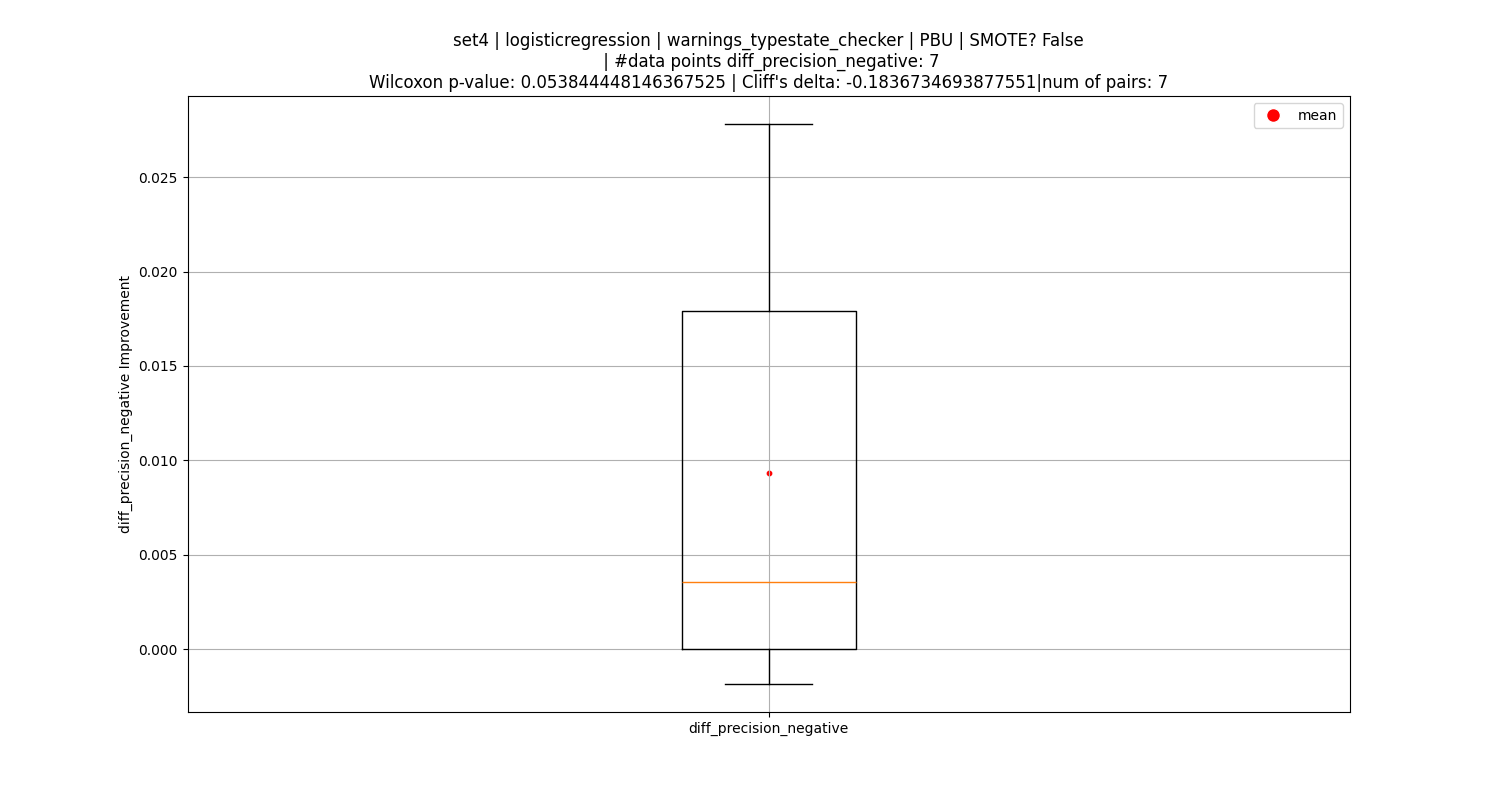 set4 | logisticregression | warnings_typestate_checker | PBU | SMOTE? False
| #data points diff_precision_negative: 7
Wilcoxon p-value: 0.053844448146367525 | Cliff's delta: -0.1836734693877551|num of pairs: 7
mean
0.025
0.020
0.015
0.010
0.005
0.000
diff_precision_negative Improvement
diff_precision_negative